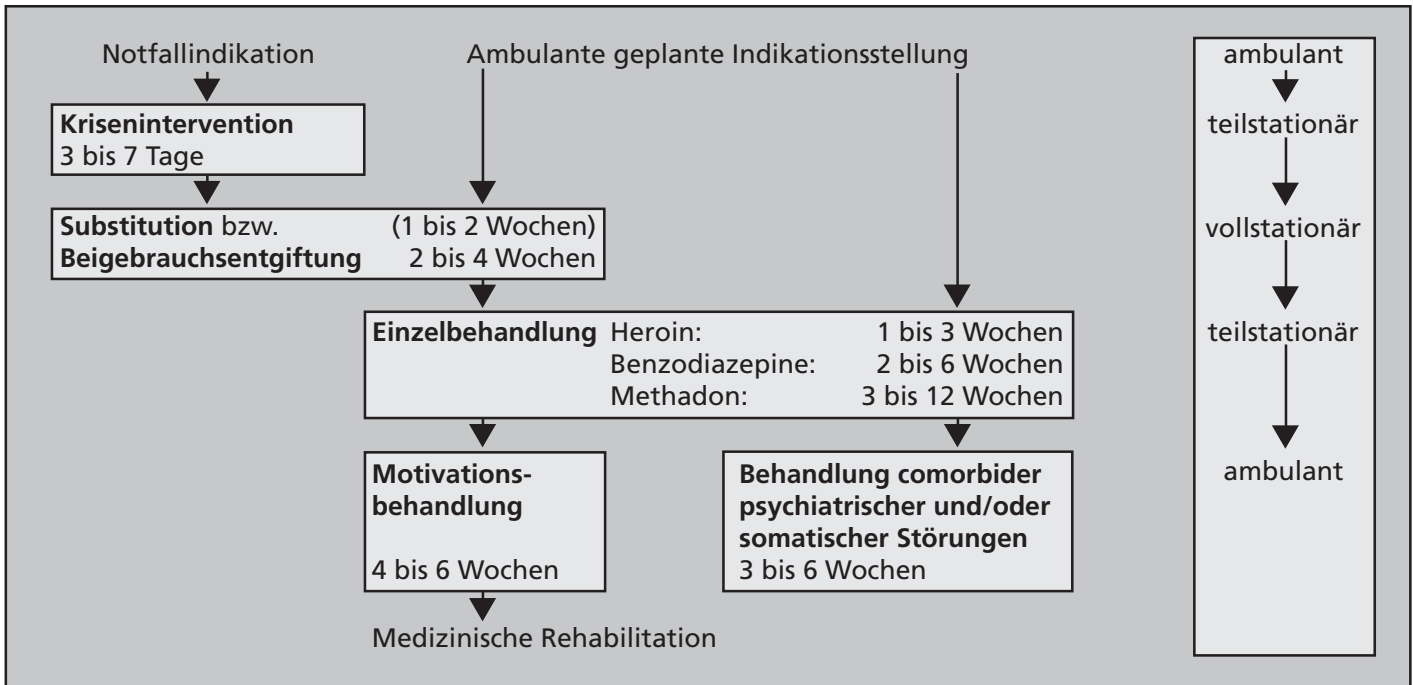 Notfallindikation
Ambulante geplante Indikationsstellung
Krisenintervention
3 bis 7 Tage
Substitution bzw. (1 bis 2 Wochen)
Beigebrauchsentgiftung 2 bis 4 Wochen
Einzelbehandlung Heroin: 1 bis 3 Wochen
Benzodiazepine: 2 bis 6 Wochen
Methadon: 3 bis 12 Wochen
Motivations-
behandlung
4 bis 6 Wochen
Behandlung comorbider
psychiatrischer und/oder
somatischer Störungen
3 bis 6 Wochen
Medizinische Rehabilitation
ambulant
teilstationär
vollstationär
teilstationär
ambulant